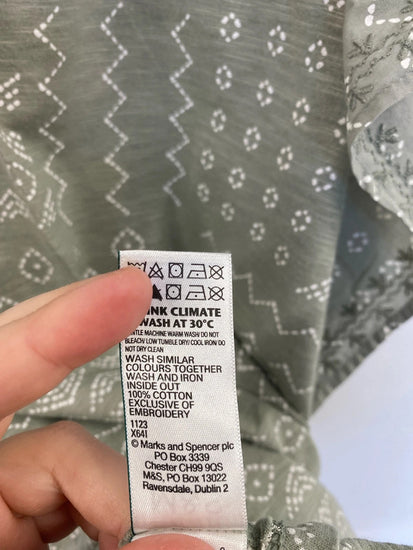 INK CLIMATE
WASH AT 30°C
GENTLE MACHINE WARM WASH/DO NOT
BLEACH/LOW TUMBLE DRY/COOL IRON/DO
NOT DRY CLEAN
WASH SIMILAR
COLOURS TOGETHER
WASH AND IRON
INSIDE OUT
100% COTTON
EXCLUSIVE OF
EMBROIDERY
1123
X64I
© Marks and Spencer plc
PO Box 3339
Chester CH99 9QS
M&S, PO Box 13022
Ravensdale, Dublin 2